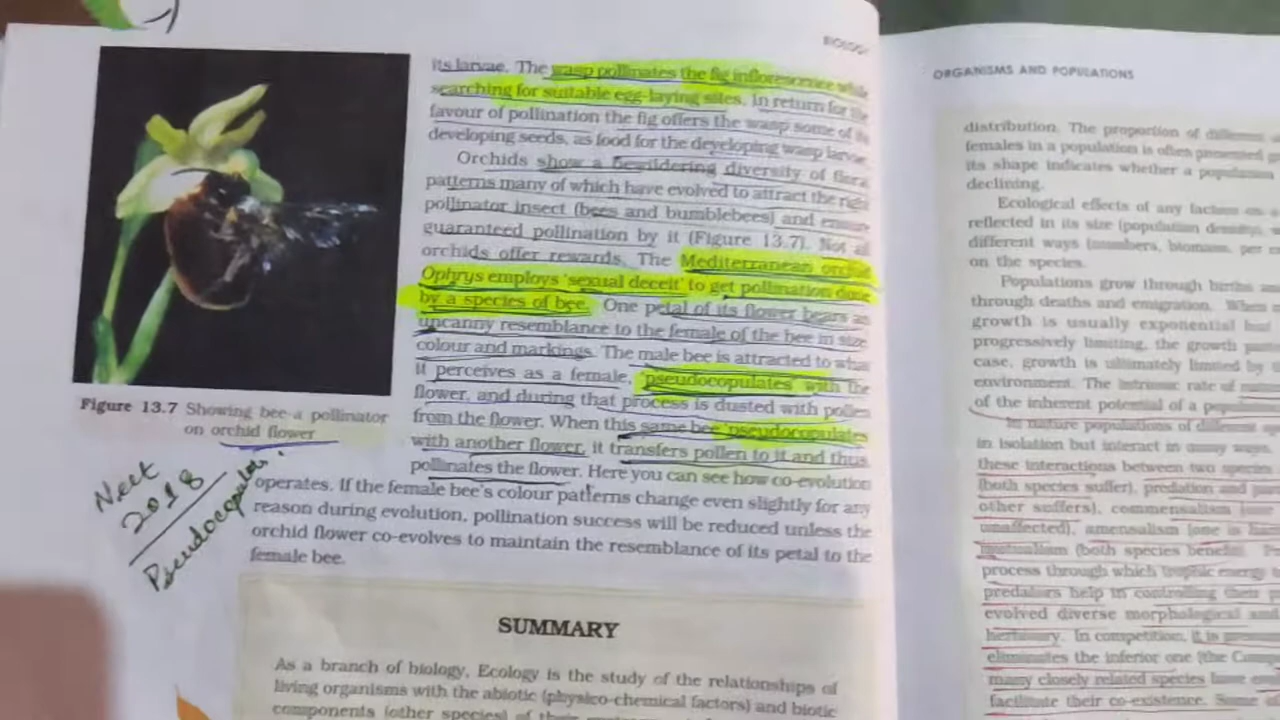 BIOLOGY
its larvae. The wasp pollinates the fig inflorescence while
searching for suitable egg-laying sites. In return for the
favour of pollination the fig offers the wasp some of its
developing seeds, as food for the developing wasp larvae.
Orchids show a bewildering diversity of floral
patterns many of which have evolved to attract the right
pollinator insect (bees and bumblebees) and ensure
guaranteed pollination by it (Figure 13.7). Not all
orchids offer rewards. The Mediterranean orchid
Ophrys employs 'sexual deceit' to get pollination done
by a species of bee. One petal of its flower bears an
uncanny resemblance to the female of the bee in size
colour and markings. The male bee is attracted to what
it perceives as a female, 'pseudocopulates' with the
flower, and during that process is dusted with pollen
from the flower. When this same bee 'pseudocopulates'
with another flower, it transfers pollen to it and thus,
pollinates the flower. Here you can see how co-evolution
operates. If the female bee's colour patterns change even slightly for any
reason during evolution, pollination success will be reduced unless the
orchid flower co-evolves to maintain the resemblance of its petal to the
female bee.
Figure 13.7 Showing bee-a pollinator
on orchid flower
Neet
2018
SUMMARY
As a branch of biology, Ecology is the study of the relationships of
living organisms with the abiotic (physico-chemical factors) and biotic
components (other species) of their
ORGANISMS AND POPULATIONS
distribution. The proportion of different
females in a population is often presented
its shape indicates whether a population
declining.
Ecological effects of any factors on
reflected in its size (population density),
different ways (numbers, biomass, per
on the species.
Populations grow through births and
through deaths and emigration. When
growth is usually exponential but
progressively limiting, the growth
case, growth is ultimately limited by
environment. The intrinsic rate of
of the inherent potential of a
In nature populations of different
in isolation but interact in many ways.
these interactions between two species
(both species suffer), predation and
other suffers), commensalism (one
unaffected), amensalism (one is
mutualism (both species benefit).
process through which trophic energy
predators help in controlling their
evolved diverse morphological and
herbivory. In competition, it is
eliminates the inferior one (the
many closely related species have
facilitate their co-existence. Some of